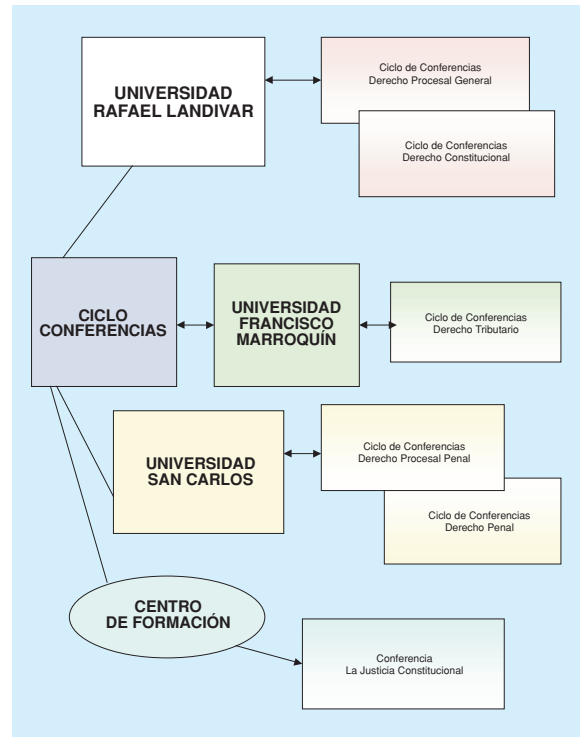 UNIVERSIDAD
RAFAEL LANDIVAR
Ciclo de Conferencias
Derecho Procesal General
Ciclo de Conferencias
Derecho Constitucional
CICLO
CONFERENCIAS
UNIVERSIDAD
FRANCISCO
MARROQUÍN
Ciclo de Conferencias
Derecho Tributario
UNIVERSIDAD
SAN CARLOS
Ciclo de Conferencias
Derecho Procesal Penal
Ciclo de Conferencias
Derecho Penal
CENTRO
DE FORMACIÓN
Conferencia
La Justicia Constitucional